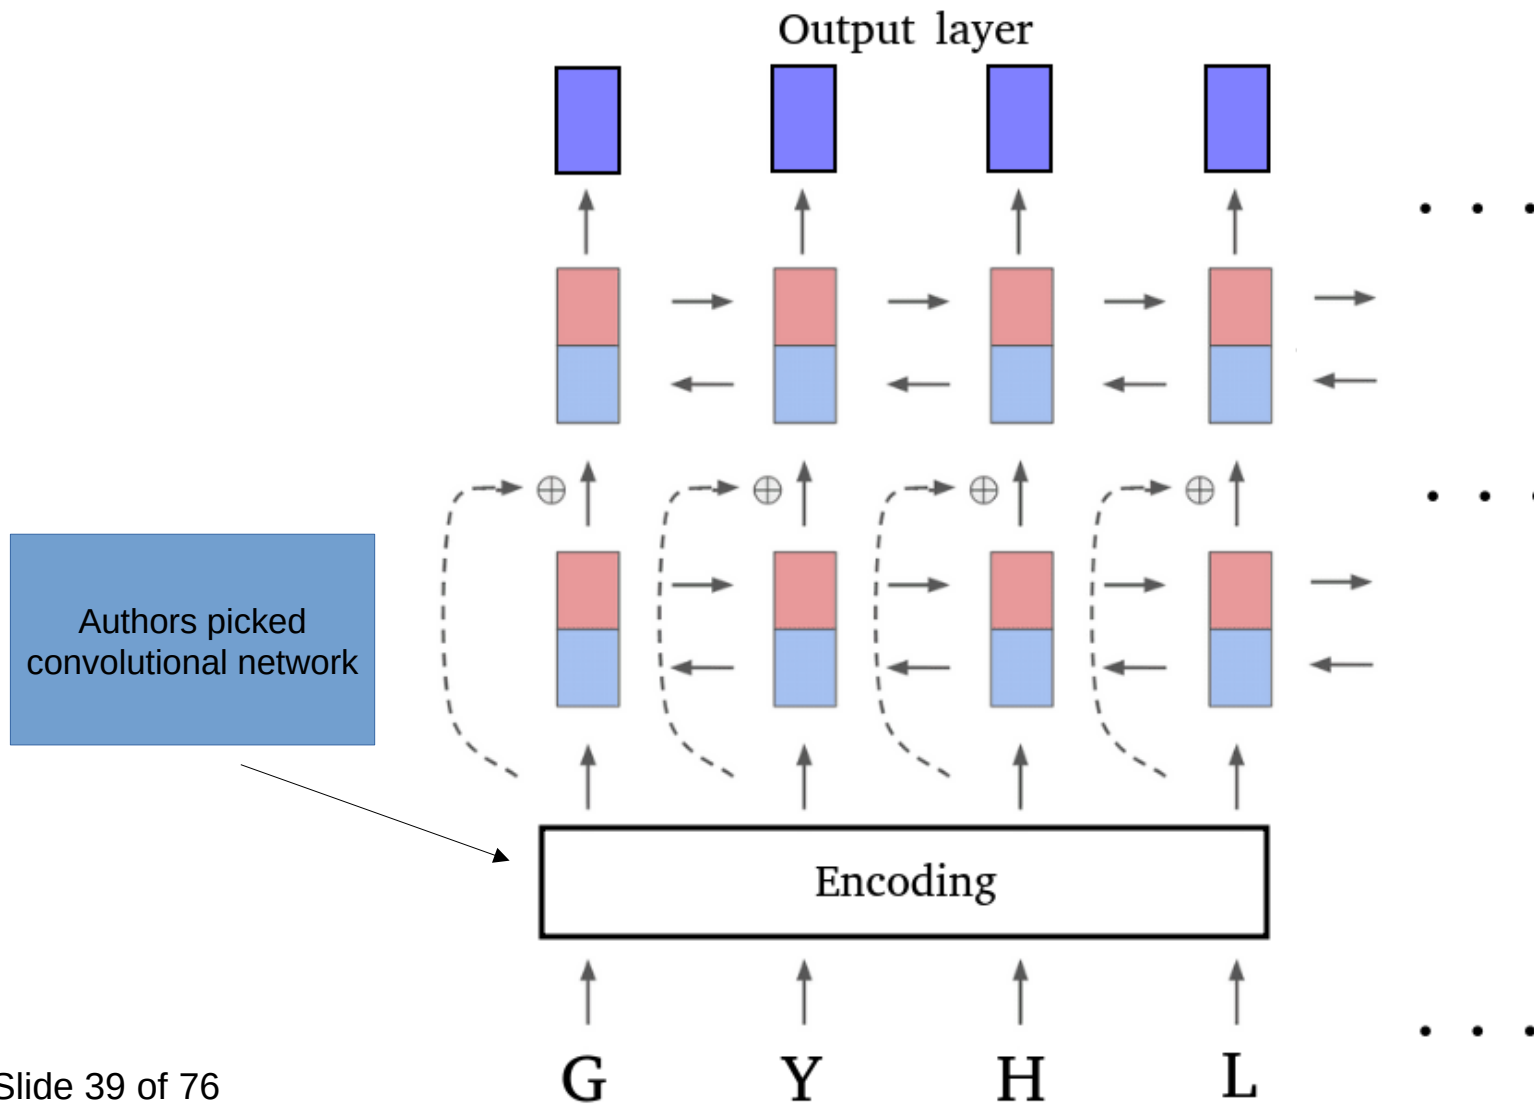 Output layer
Authors picked
convolutional network
Encoding
G Y H L
Slide 39 of 76